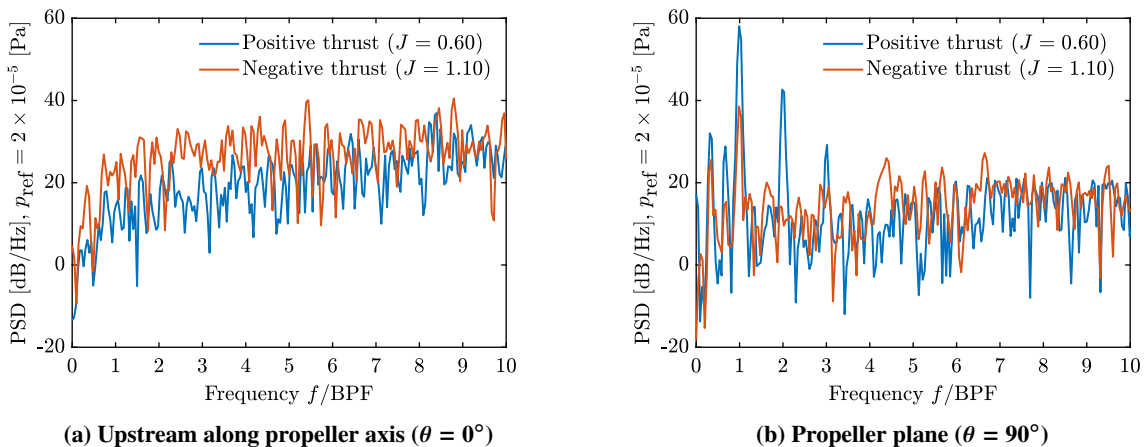 PSD [dB/Hz], p_ref = 2 × 10⁻⁵ [Pa]
60
40
20
0
-20
Positive thrust (J = 0.60)
Negative thrust (J = 1.10)
0 1 2 3 4 5 6 7 8 9 10
Frequency f/BPF
(a) Upstream along propeller axis (θ = 0°)
PSD [dB/Hz], p_ref = 2 × 10⁻⁵ [Pa]
60
40
20
0
-20
Positive thrust (J = 0.60)
Negative thrust (J = 1.10)
0 1 2 3 4 5 6 7 8 9 10
Frequency f/BPF
(b) Propeller plane (θ = 90°)